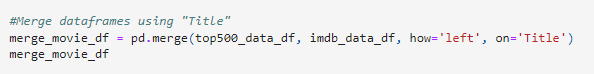 #Merge dataframes using "Title"
merge_movie_df = pd.merge(top500_data_df, imdb_data_df, how='left', on='Title')
merge_movie_df